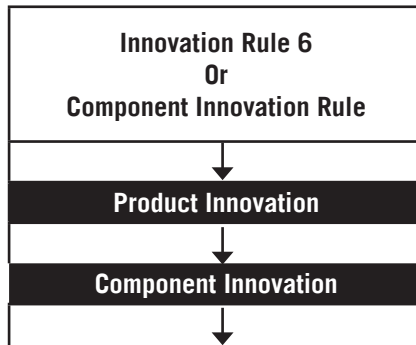 Innovation Rule 6
Or
Component Innovation Rule
Product Innovation
Component Innovation